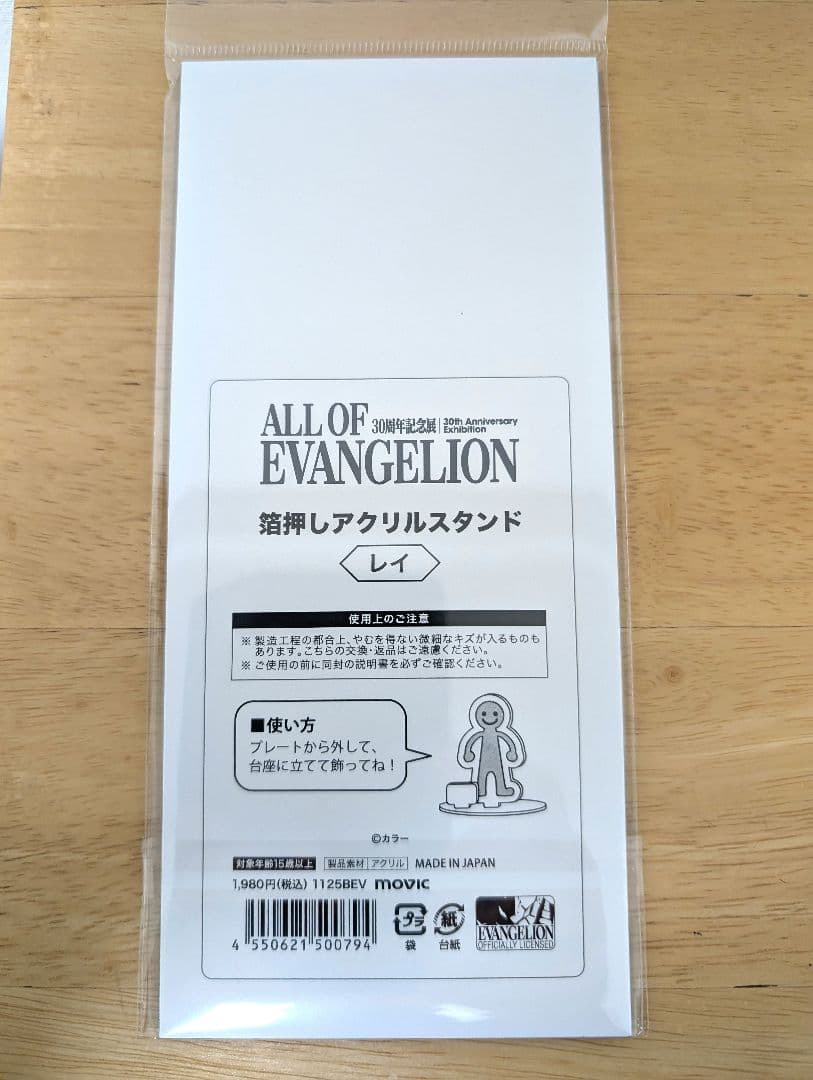 ALL OF 30周年記念展 30th Anniversary Exhibition
EVANGELION
箔押しアクリルスタンド
レイ
使用上のご注意
※ 製造工程の都合上、やむを得ない微細なキズが入るものも
あります。こちらの交換・返品はご遠慮ください。
※ ご使用の前に同封の説明書を必ずご確認ください。
■使い方
プレートから外して、
台座に立てて飾ってね！
©カラー
対象年齢15歳以上 製品素材 アクリル MADE IN JAPAN
1,980円(税込) 1125BEV movic
4 550621 500794
プラ 袋
紙 台紙
EVANGELION
OFFICIALLY LICENSED